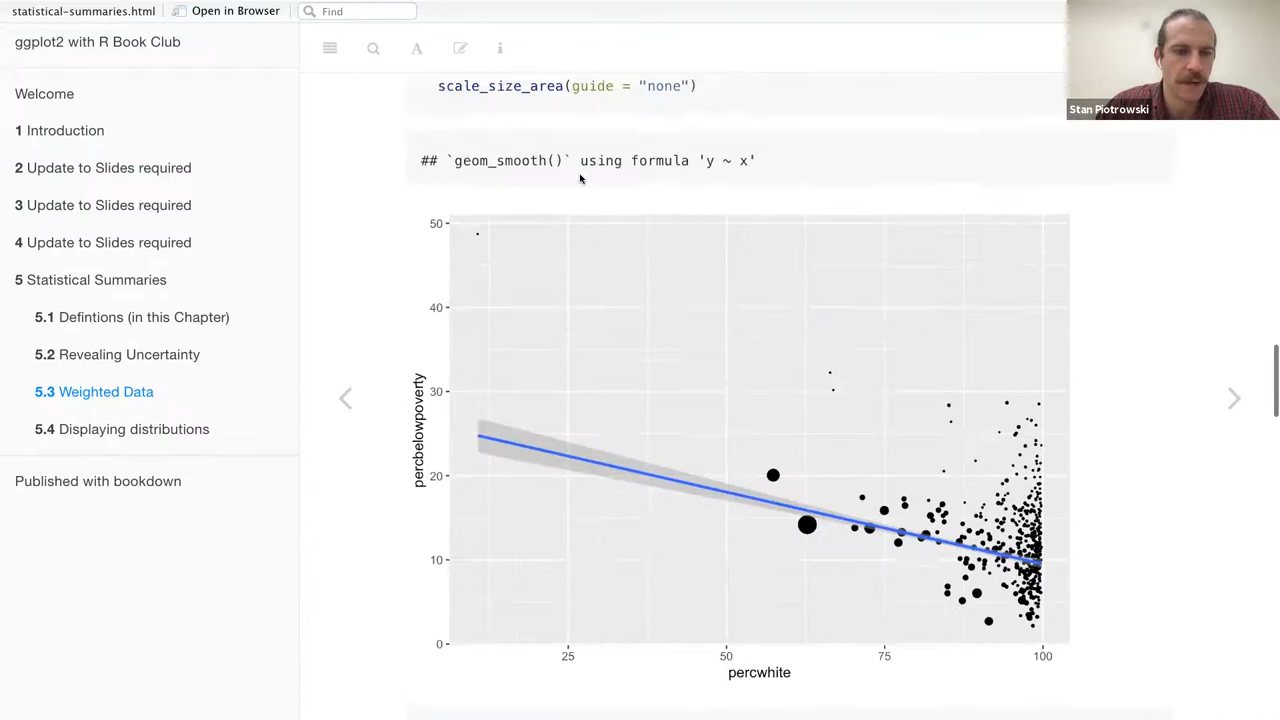 statistical-summaries.html
Open in Browser
Find
ggplot2 with R Book Club
Welcome
1 Introduction
2 Update to Slides required
3 Update to Slides required
4 Update to Slides required
5 Statistical Summaries
5.1 Defintions (in this Chapter)
5.2 Revealing Uncertainty
5.3 Weighted Data
5.4 Displaying distributions
Published with bookdown
scale_size_area(guide = "none")
## `geom_smooth()` using formula 'y ~ x'
50
40
30
20
10
0
percbelowpoverty
25
50
75
100
percwhite
Stan Piotrowski